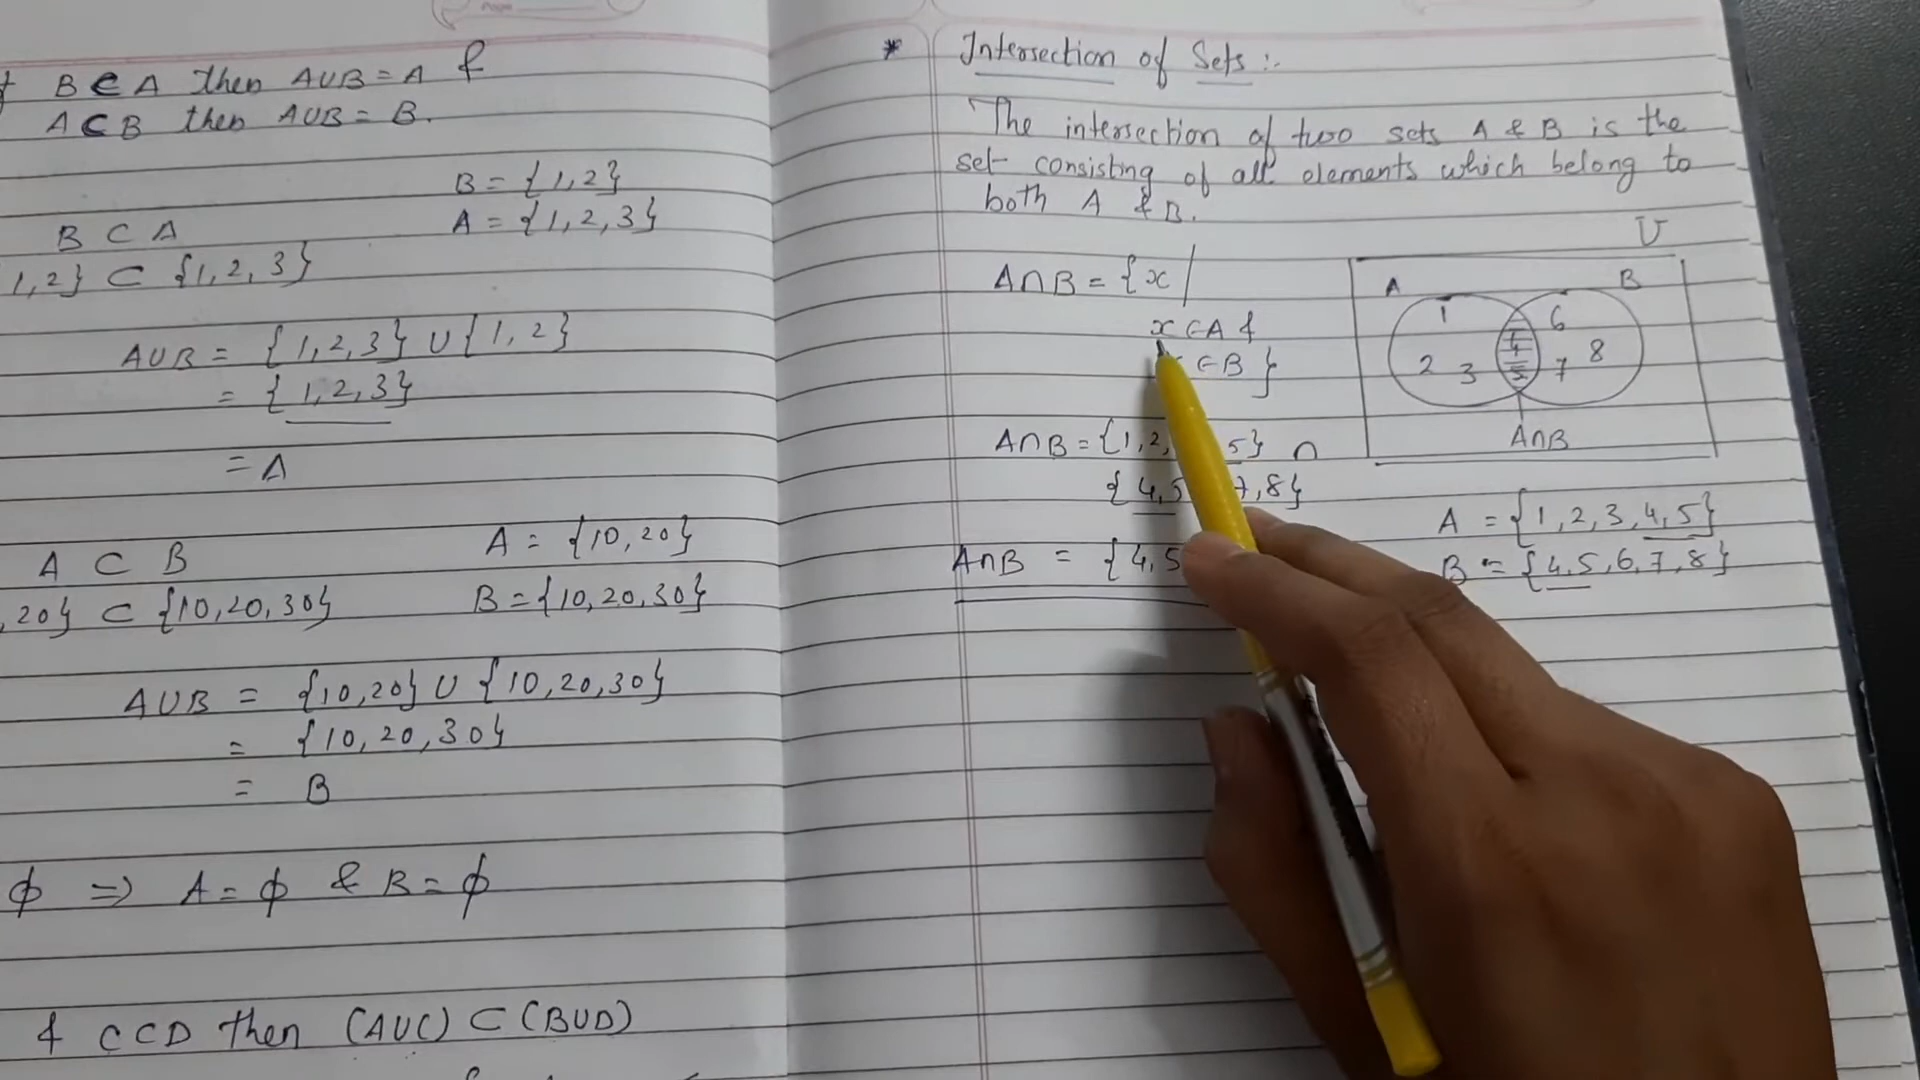 B ⊂ A then A∪B = A &
A ⊂ B then A∪B = B.
B = {1,2}
B ⊂ A
A = {1,2,3}
1,2} ⊂ {1,2,3}
A∪B = {1,2,3} ∪ {1,2}
= {1,2,3}
= A
A ⊂ B
A = {10,20}
,20} ⊂ {10,20,30}
B = {10,20,30}
A∪B = {10,20} ∪ {10,20,30}
= {10,20,30}
= B
ϕ ⇒ A = ϕ & B = ϕ
& C⊂D then (A∪C) ⊂ (B∪D)
* Intersection of Sets :-
The intersection of two sets A & B is the
set consisting of all elements which belong to
both A & B.
A∩B = {x |
x ∈ A &
∈ B }
A∩B = {1,2, 5} ∩
{4,5 7,8}
A∩B = {4,5
U
A
B
1
6
2 3
4
5
7
8
A∩B
A = {1,2,3,4,5}
B = {4,5,6,7,8}